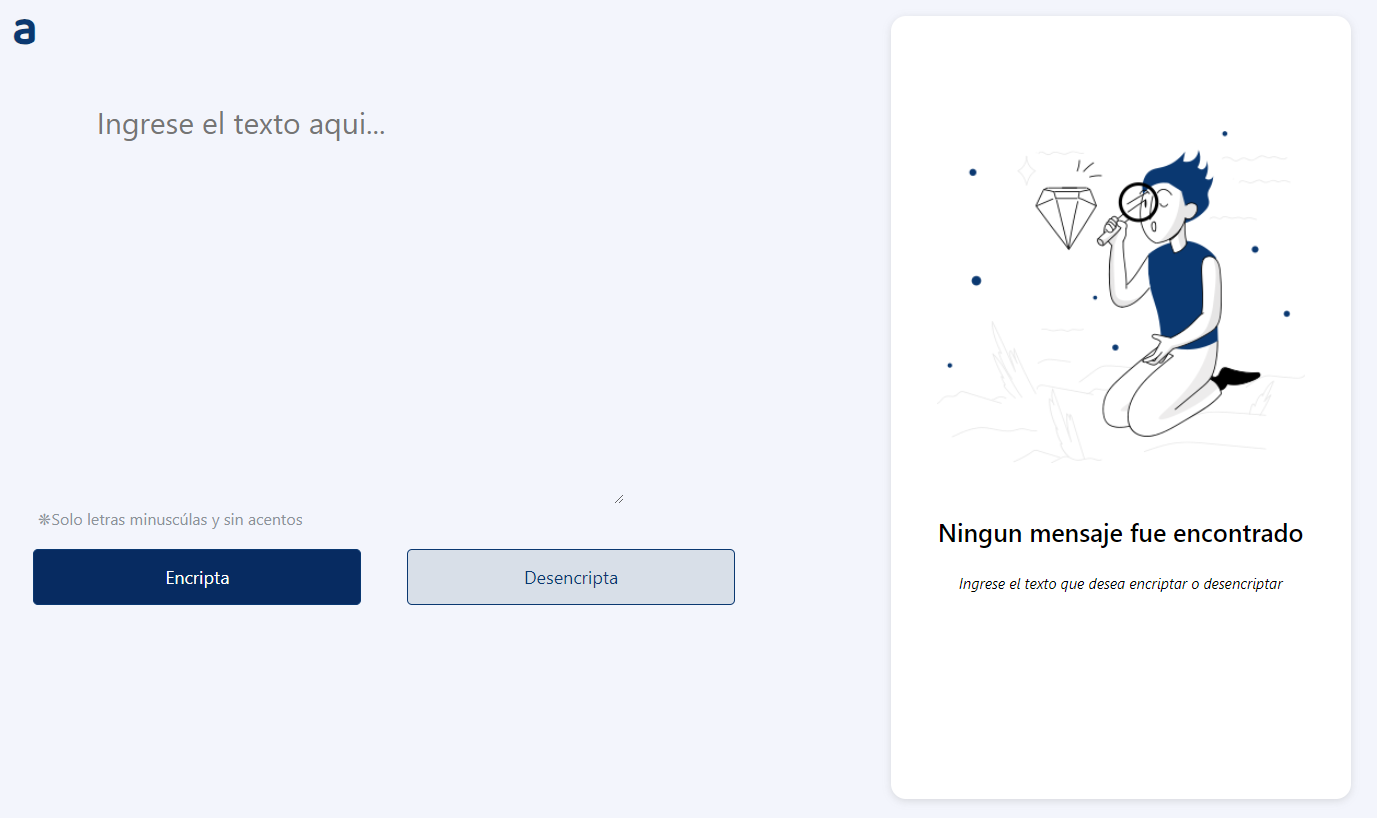 a
Ingrese el texto aqui...
❊Solo letras minuscúlas y sin acentos
Encripta
Desencripta
Ningun mensaje fue encontrado
Ingrese el texto que desea encriptar o desencriptar